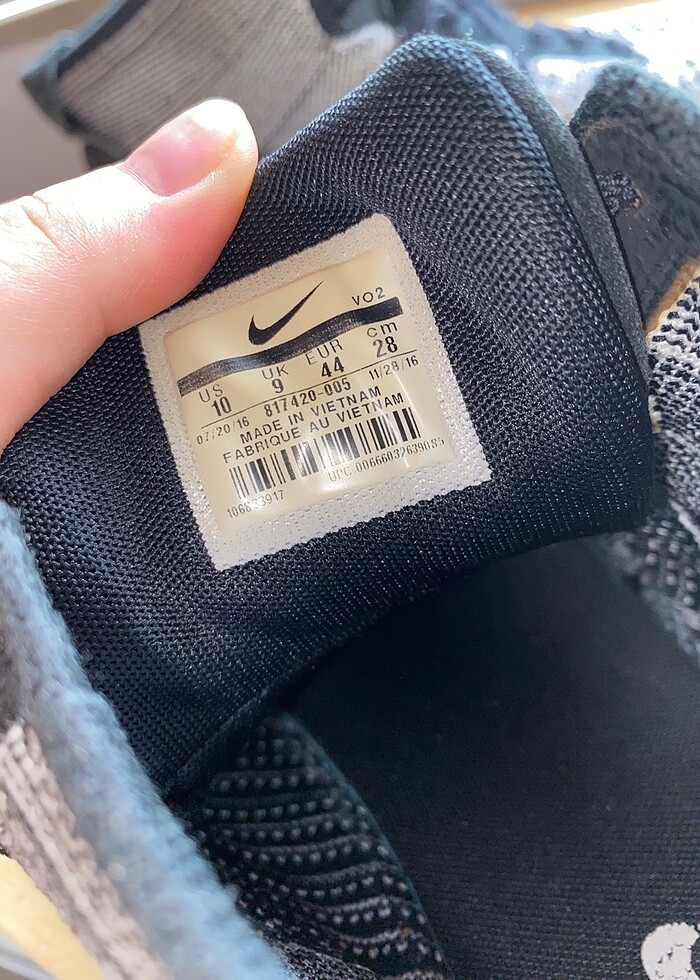 VO2
US UK EUR cm
10 9 44 28
07/20/16 817420-005 11/28/16
MADE IN VIETNAM
FABRIQUE AU VIETNAM
UPC 00666032639085